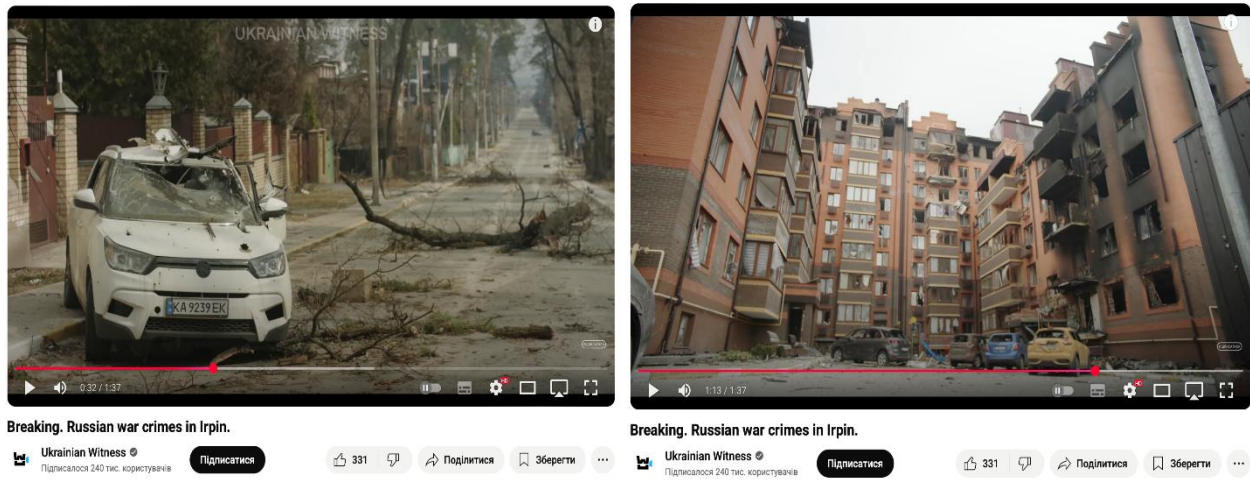 UKRAINIAN WITNESS
KA 9239 EK
0:32 / 1:37
HD
Breaking. Russian war crimes in Irpin.
Ukrainian Witness
Підписалося 240 тис. користувачів
Підписатися
331
Поділитися
Зберегти
1:13 / 1:37
HD
Breaking. Russian war crimes in Irpin.
Ukrainian Witness
Підписалося 240 тис. користувачів
Підписатися
331
Поділитися
Зберегти